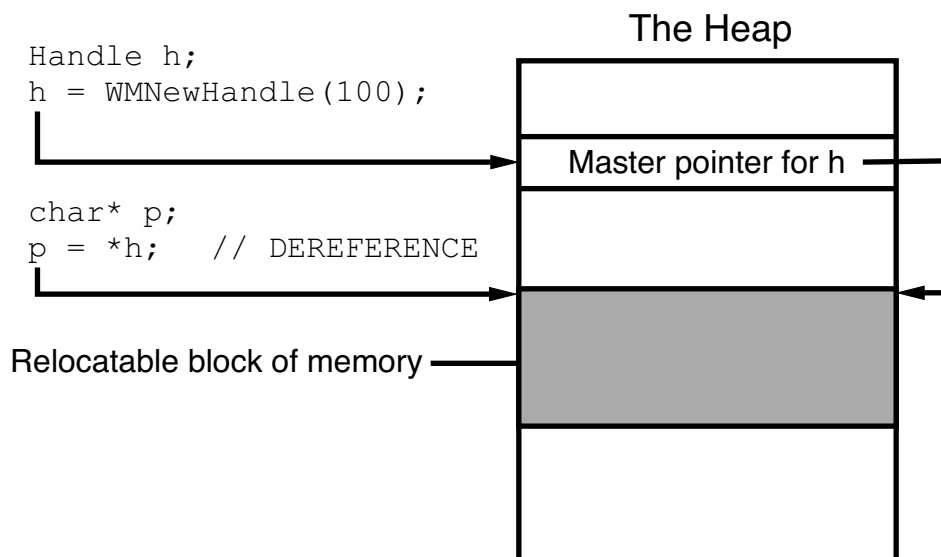 The Heap
Handle h;
h = WMNewHandle(100);
Master pointer for h
char* p;
p = *h;   // DEREFERENCE
Relocatable block of memory